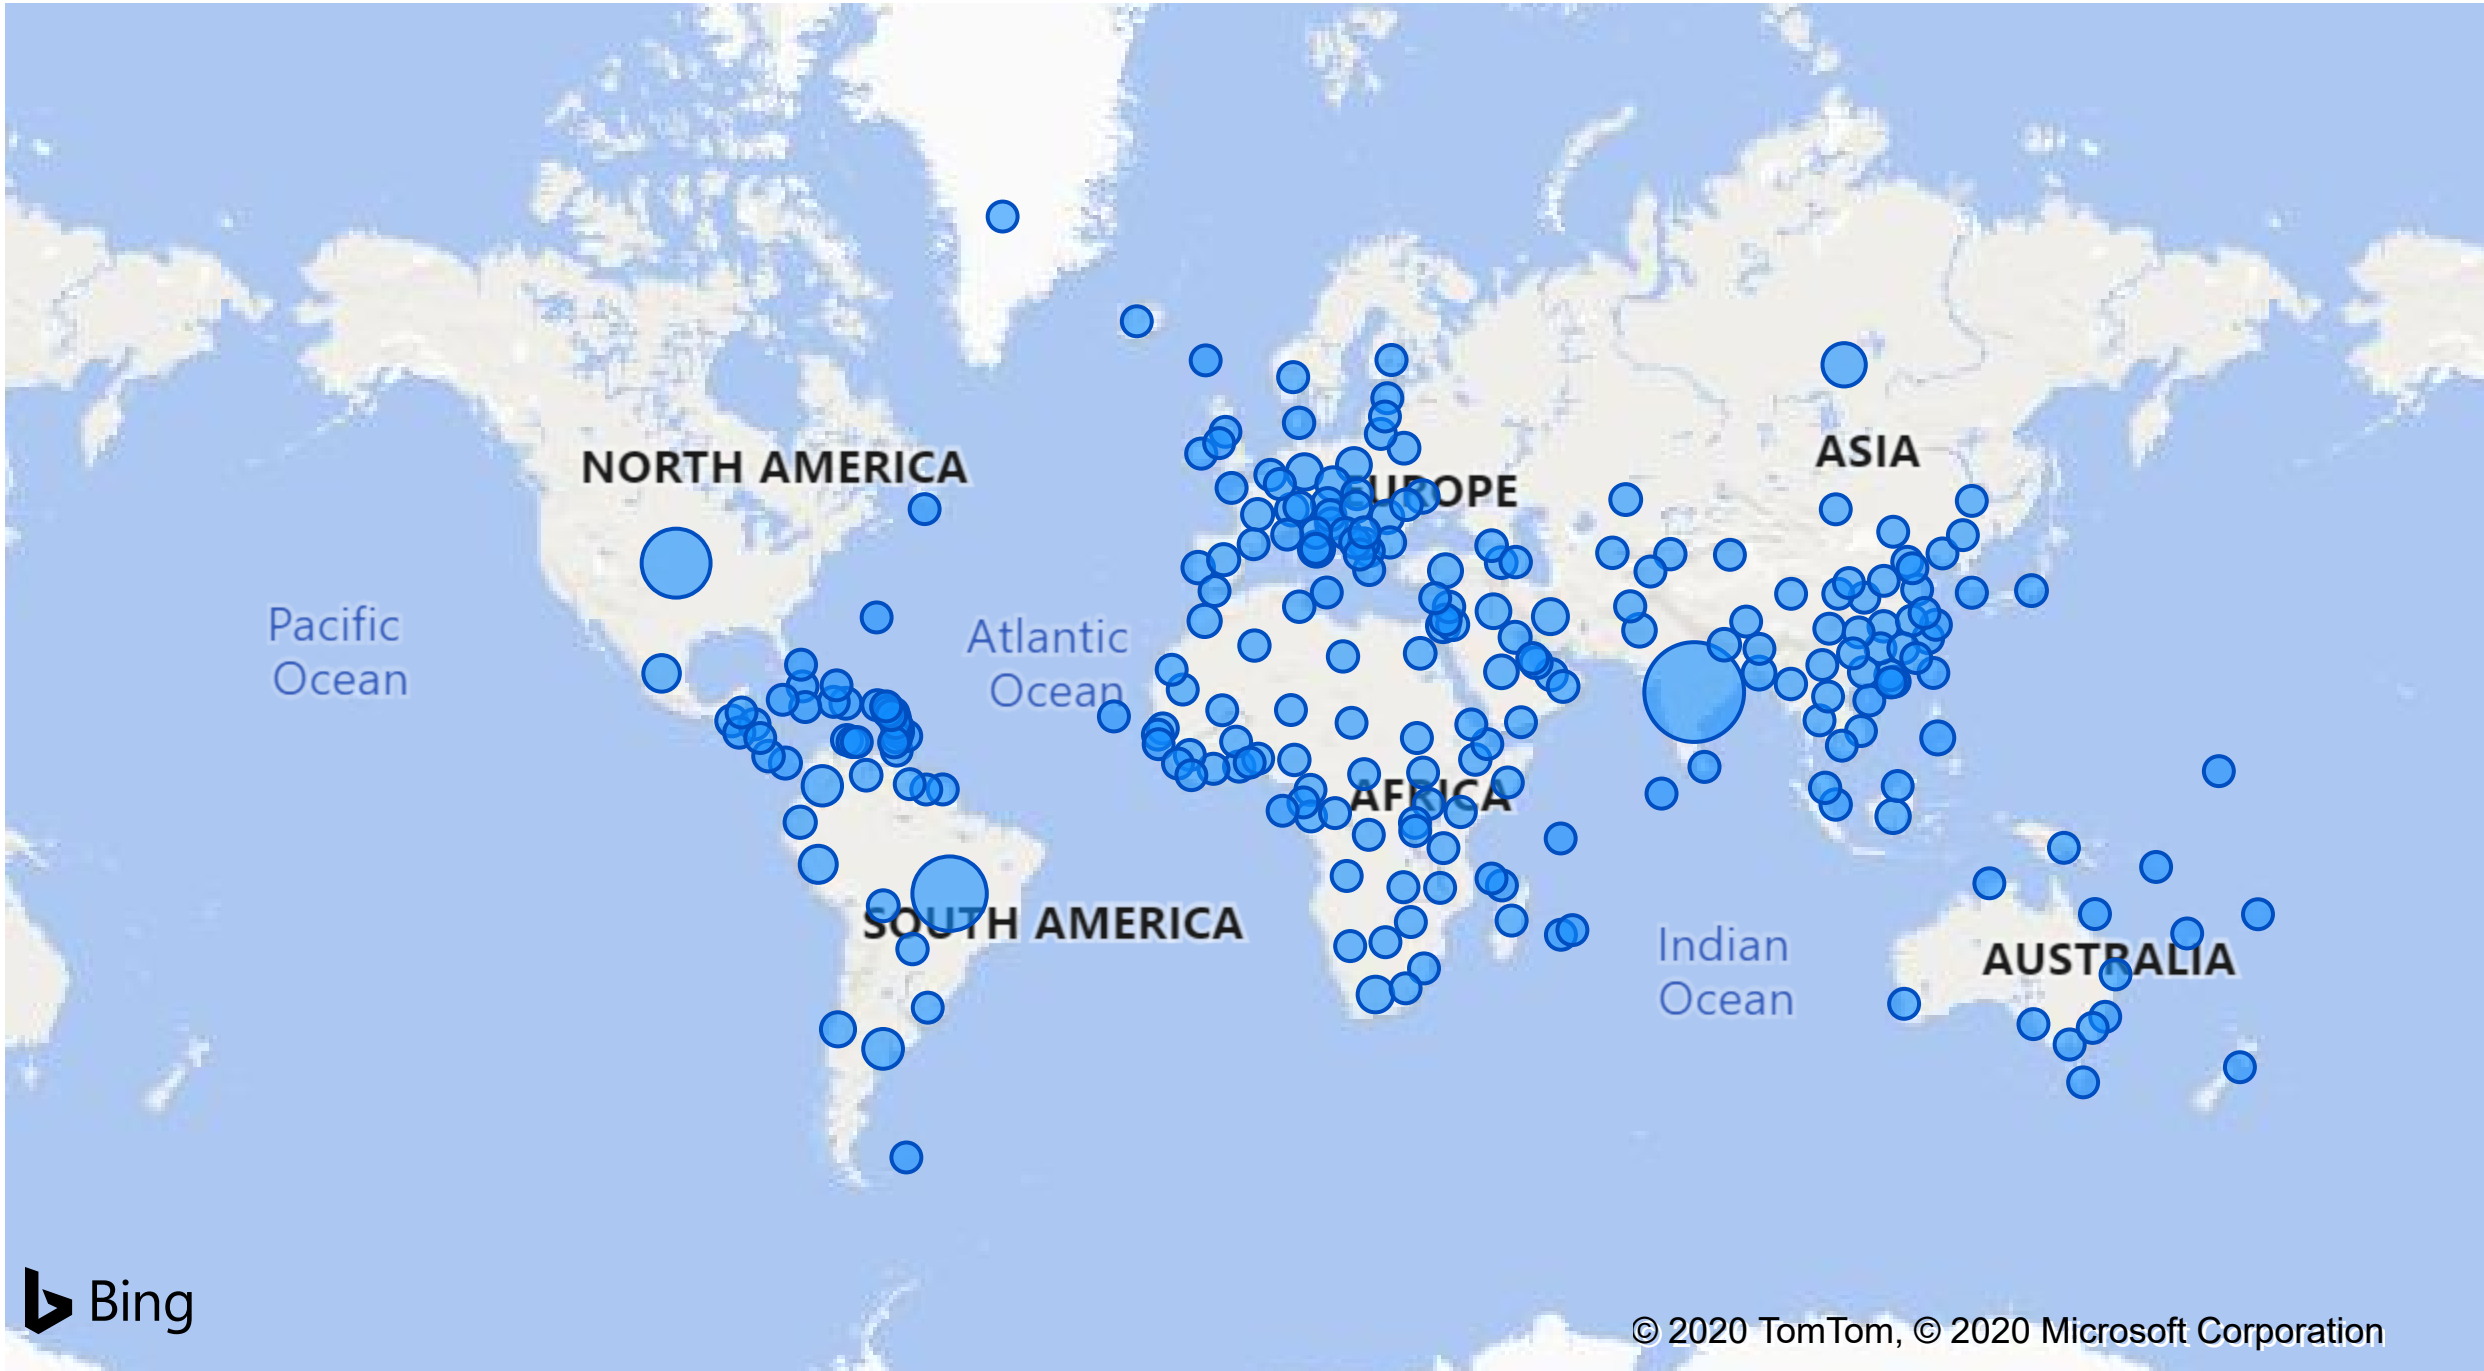 NORTH AMERICA
ASIA
EUROPE
Pacific
Ocean
Atlantic
Ocean
AFRICA
SOUTH AMERICA
Indian
Ocean
AUSTRALIA
Bing
© 2020 TomTom, © 2020 Microsoft Corporation